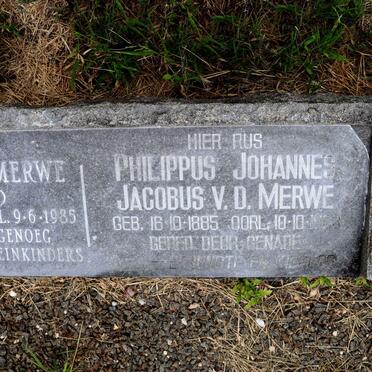 MERWE
9-6-1985
GENOEG
EINKINDERS
HIER RUS
PHILIPPUS JOHANNES
JACOBUS V. D. MERWE
GEB. 16-10-1885 OORL. 10-10-
GEDEO. DEUR GENADE